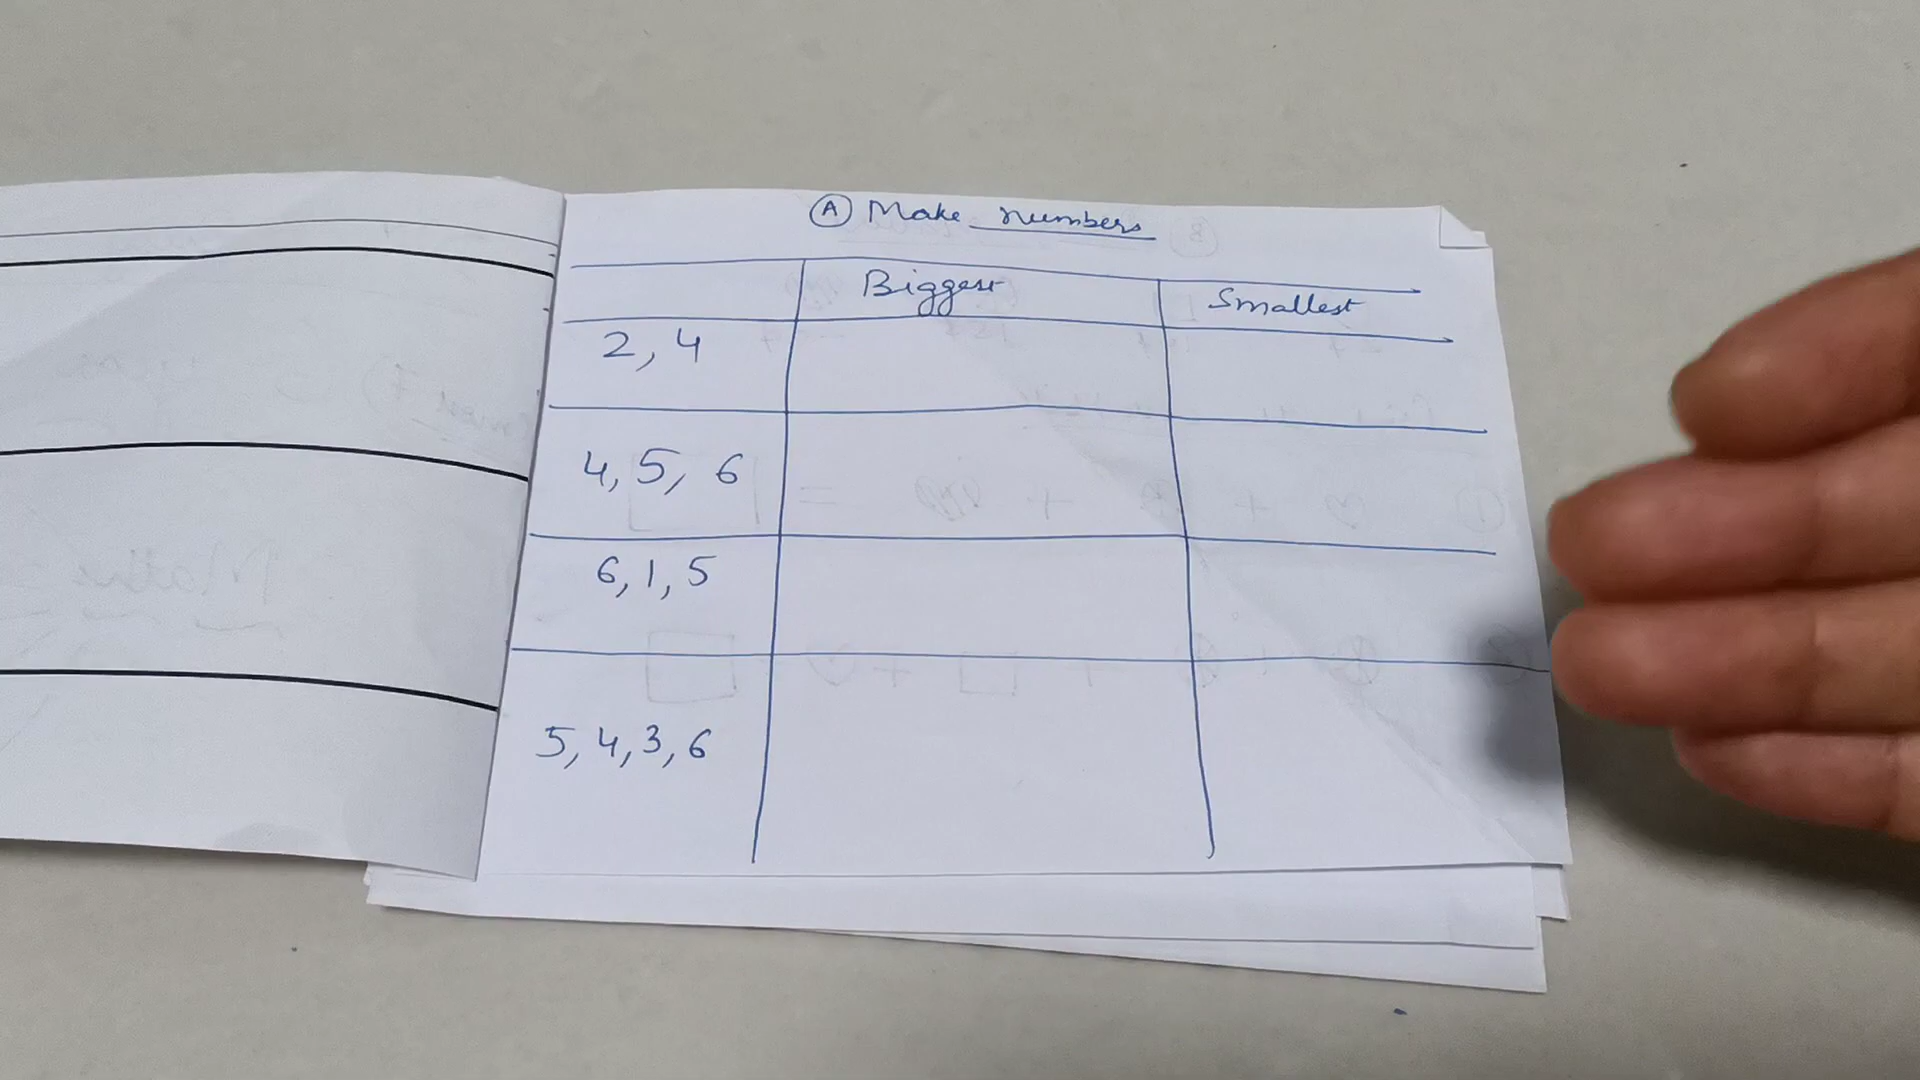 A Make numbers
Biggest Smallest
2, 4
4, 5, 6
6, 1, 5
5, 4, 3, 6